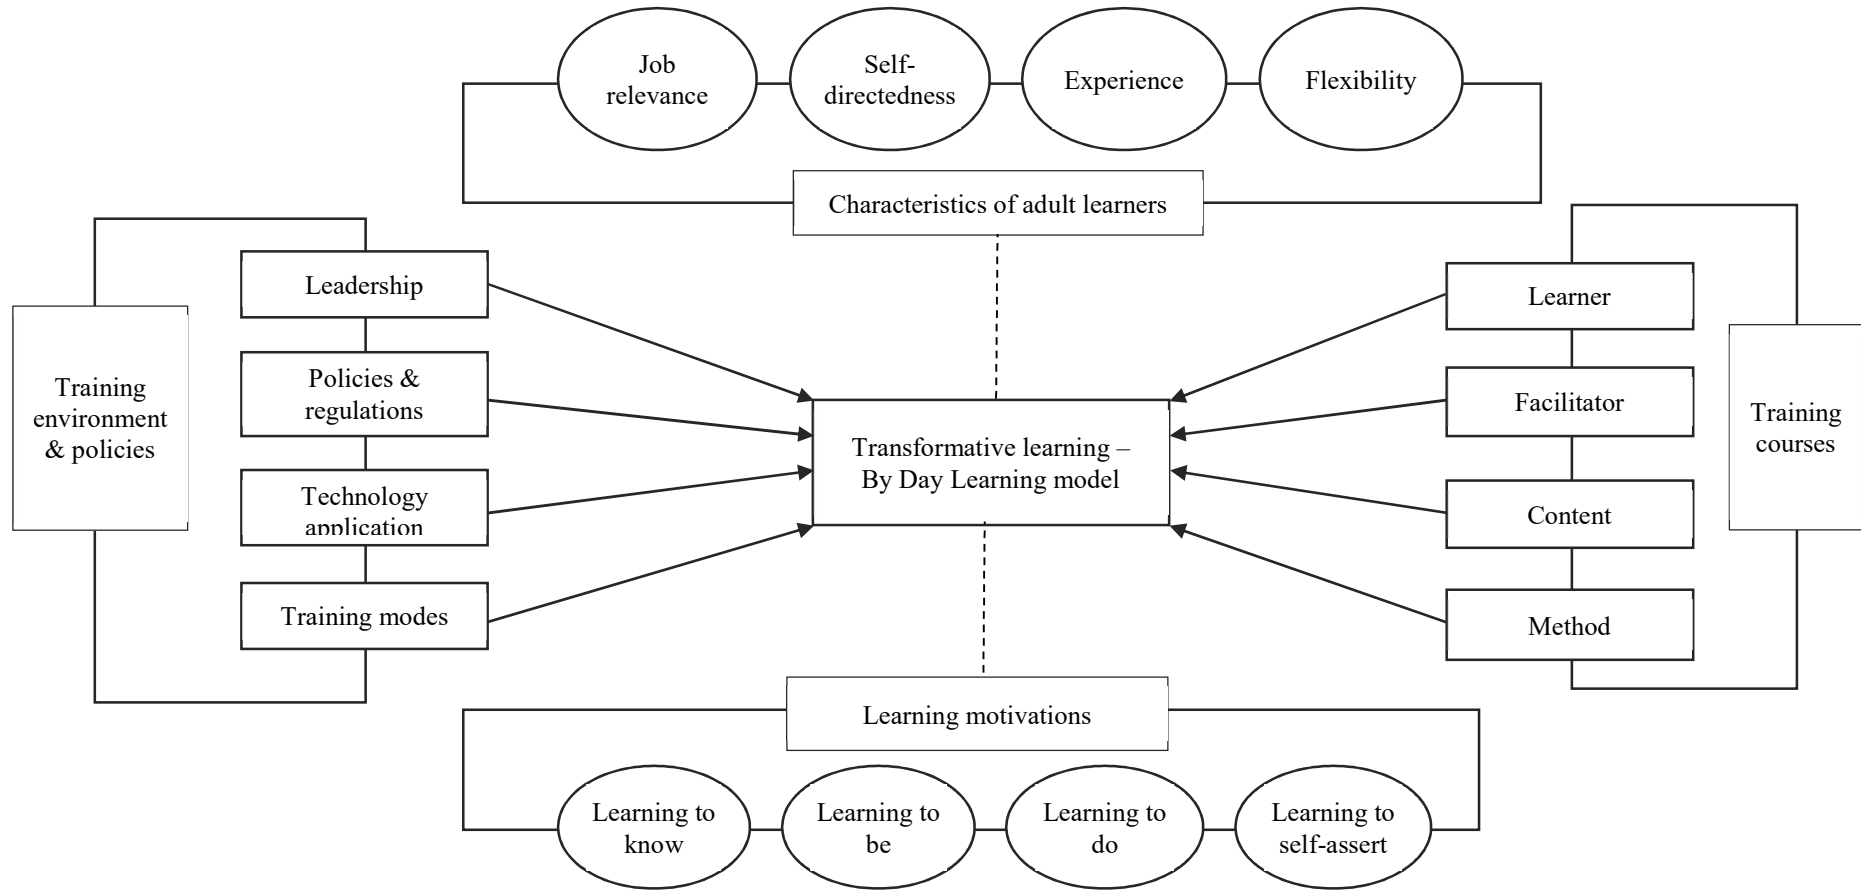 Job
relevance
Self-
directedness
Experience
Flexibility
Characteristics of adult learners
Training
environment
& policies
Leadership
Policies &
regulations
Technology
application
Training modes
Transformative learning –
By Day Learning model
Learner
Facilitator
Content
Method
Training
courses
Learning motivations
Learning to
know
Learning to
be
Learning to
do
Learning to
self-assert